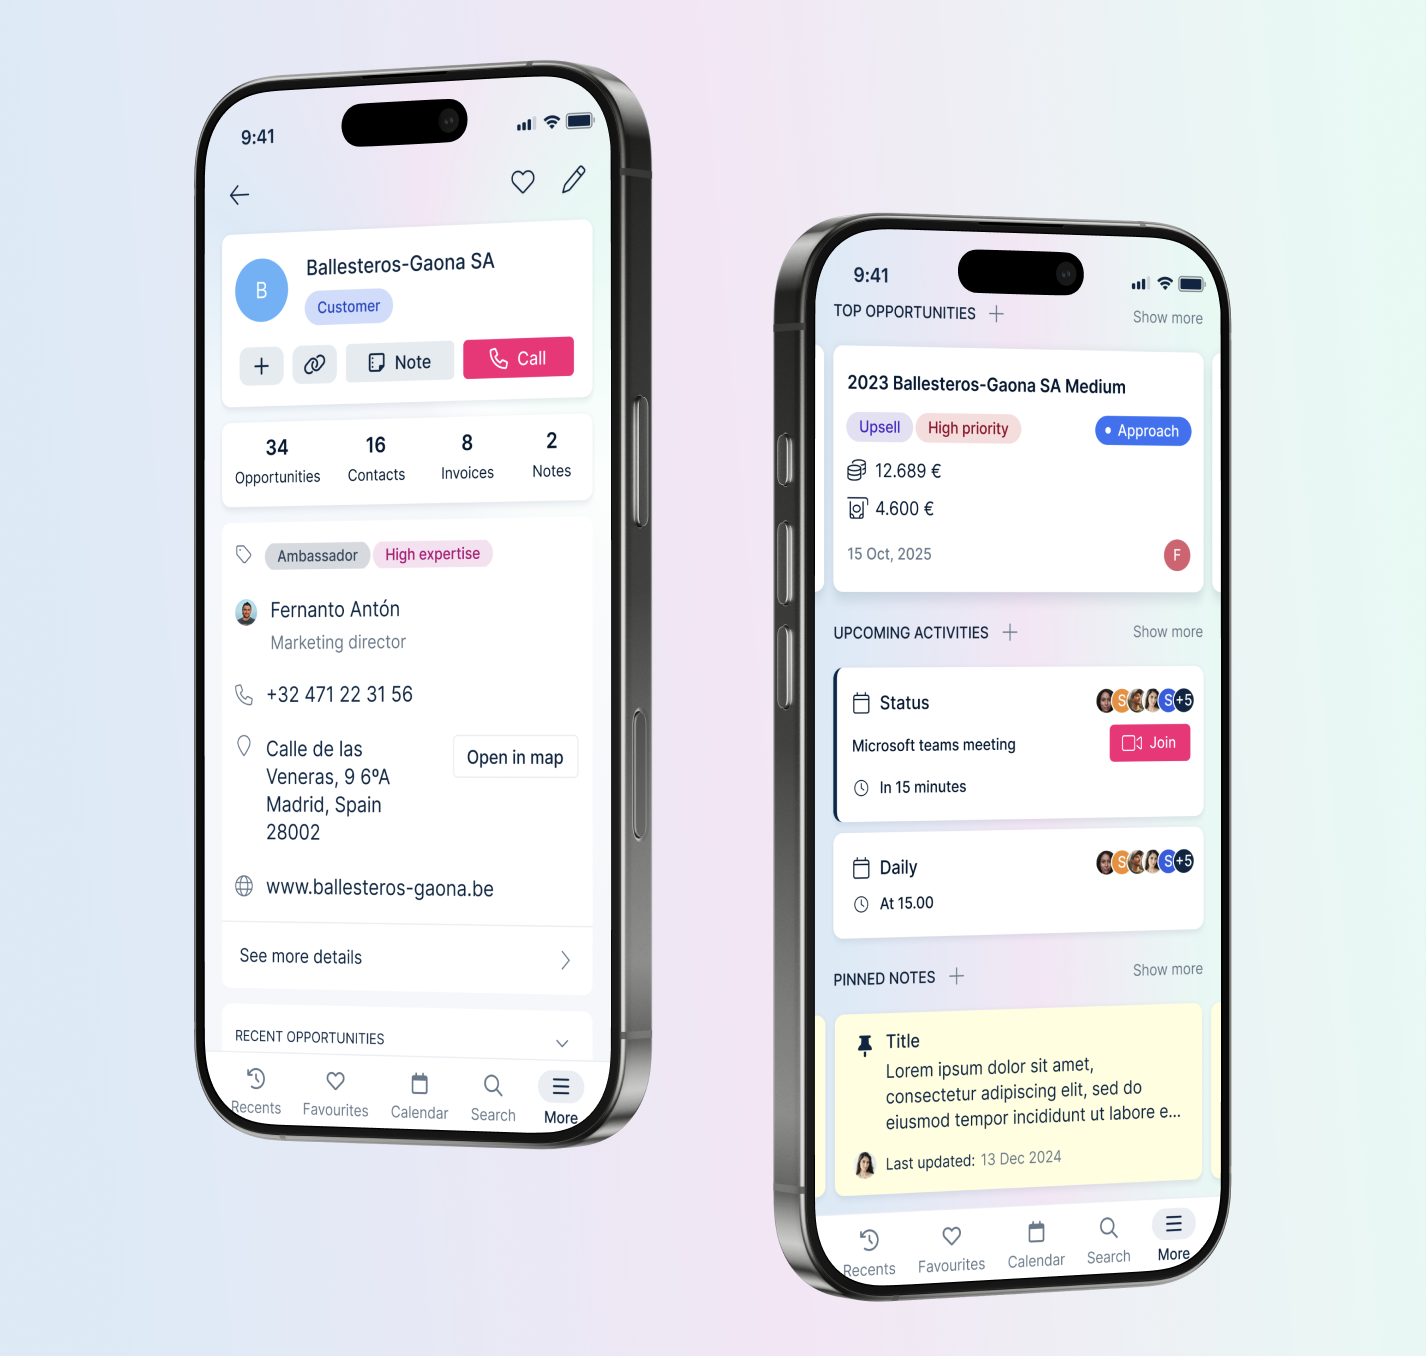 9:41
B
Ballesteros-Gaona SA
Customer
Note
Call
34
16
8
2
Opportunities
Contacts
Invoices
Notes
Ambassador
High expertise
Fernanto Antón
Marketing director
+32 471 22 31 56
Calle de las
Veneras, 9 6ºA
Madrid, Spain
28002
Open in map
www.ballesteros-gaona.be
See more details
RECENT OPPORTUNITIES
Recents
Favourites
Calendar
Search
More
9:41
TOP OPPORTUNITIES
Show more
2023 Ballesteros-Gaona SA Medium
Upsell
High priority
Approach
12.689 €
4.600 €
15 Oct, 2025
F
UPCOMING ACTIVITIES
Show more
Status
S
S
+5
Microsoft teams meeting
Join
In 15 minutes
Daily
S
S
+5
At 15.00
PINNED NOTES
Show more
Title
Lorem ipsum dolor sit amet,
consectetur adipiscing elit, sed do
eiusmod tempor incididunt ut labore e...
Last updated: 13 Dec 2024
Recents
Favourites
Calendar
Search
More